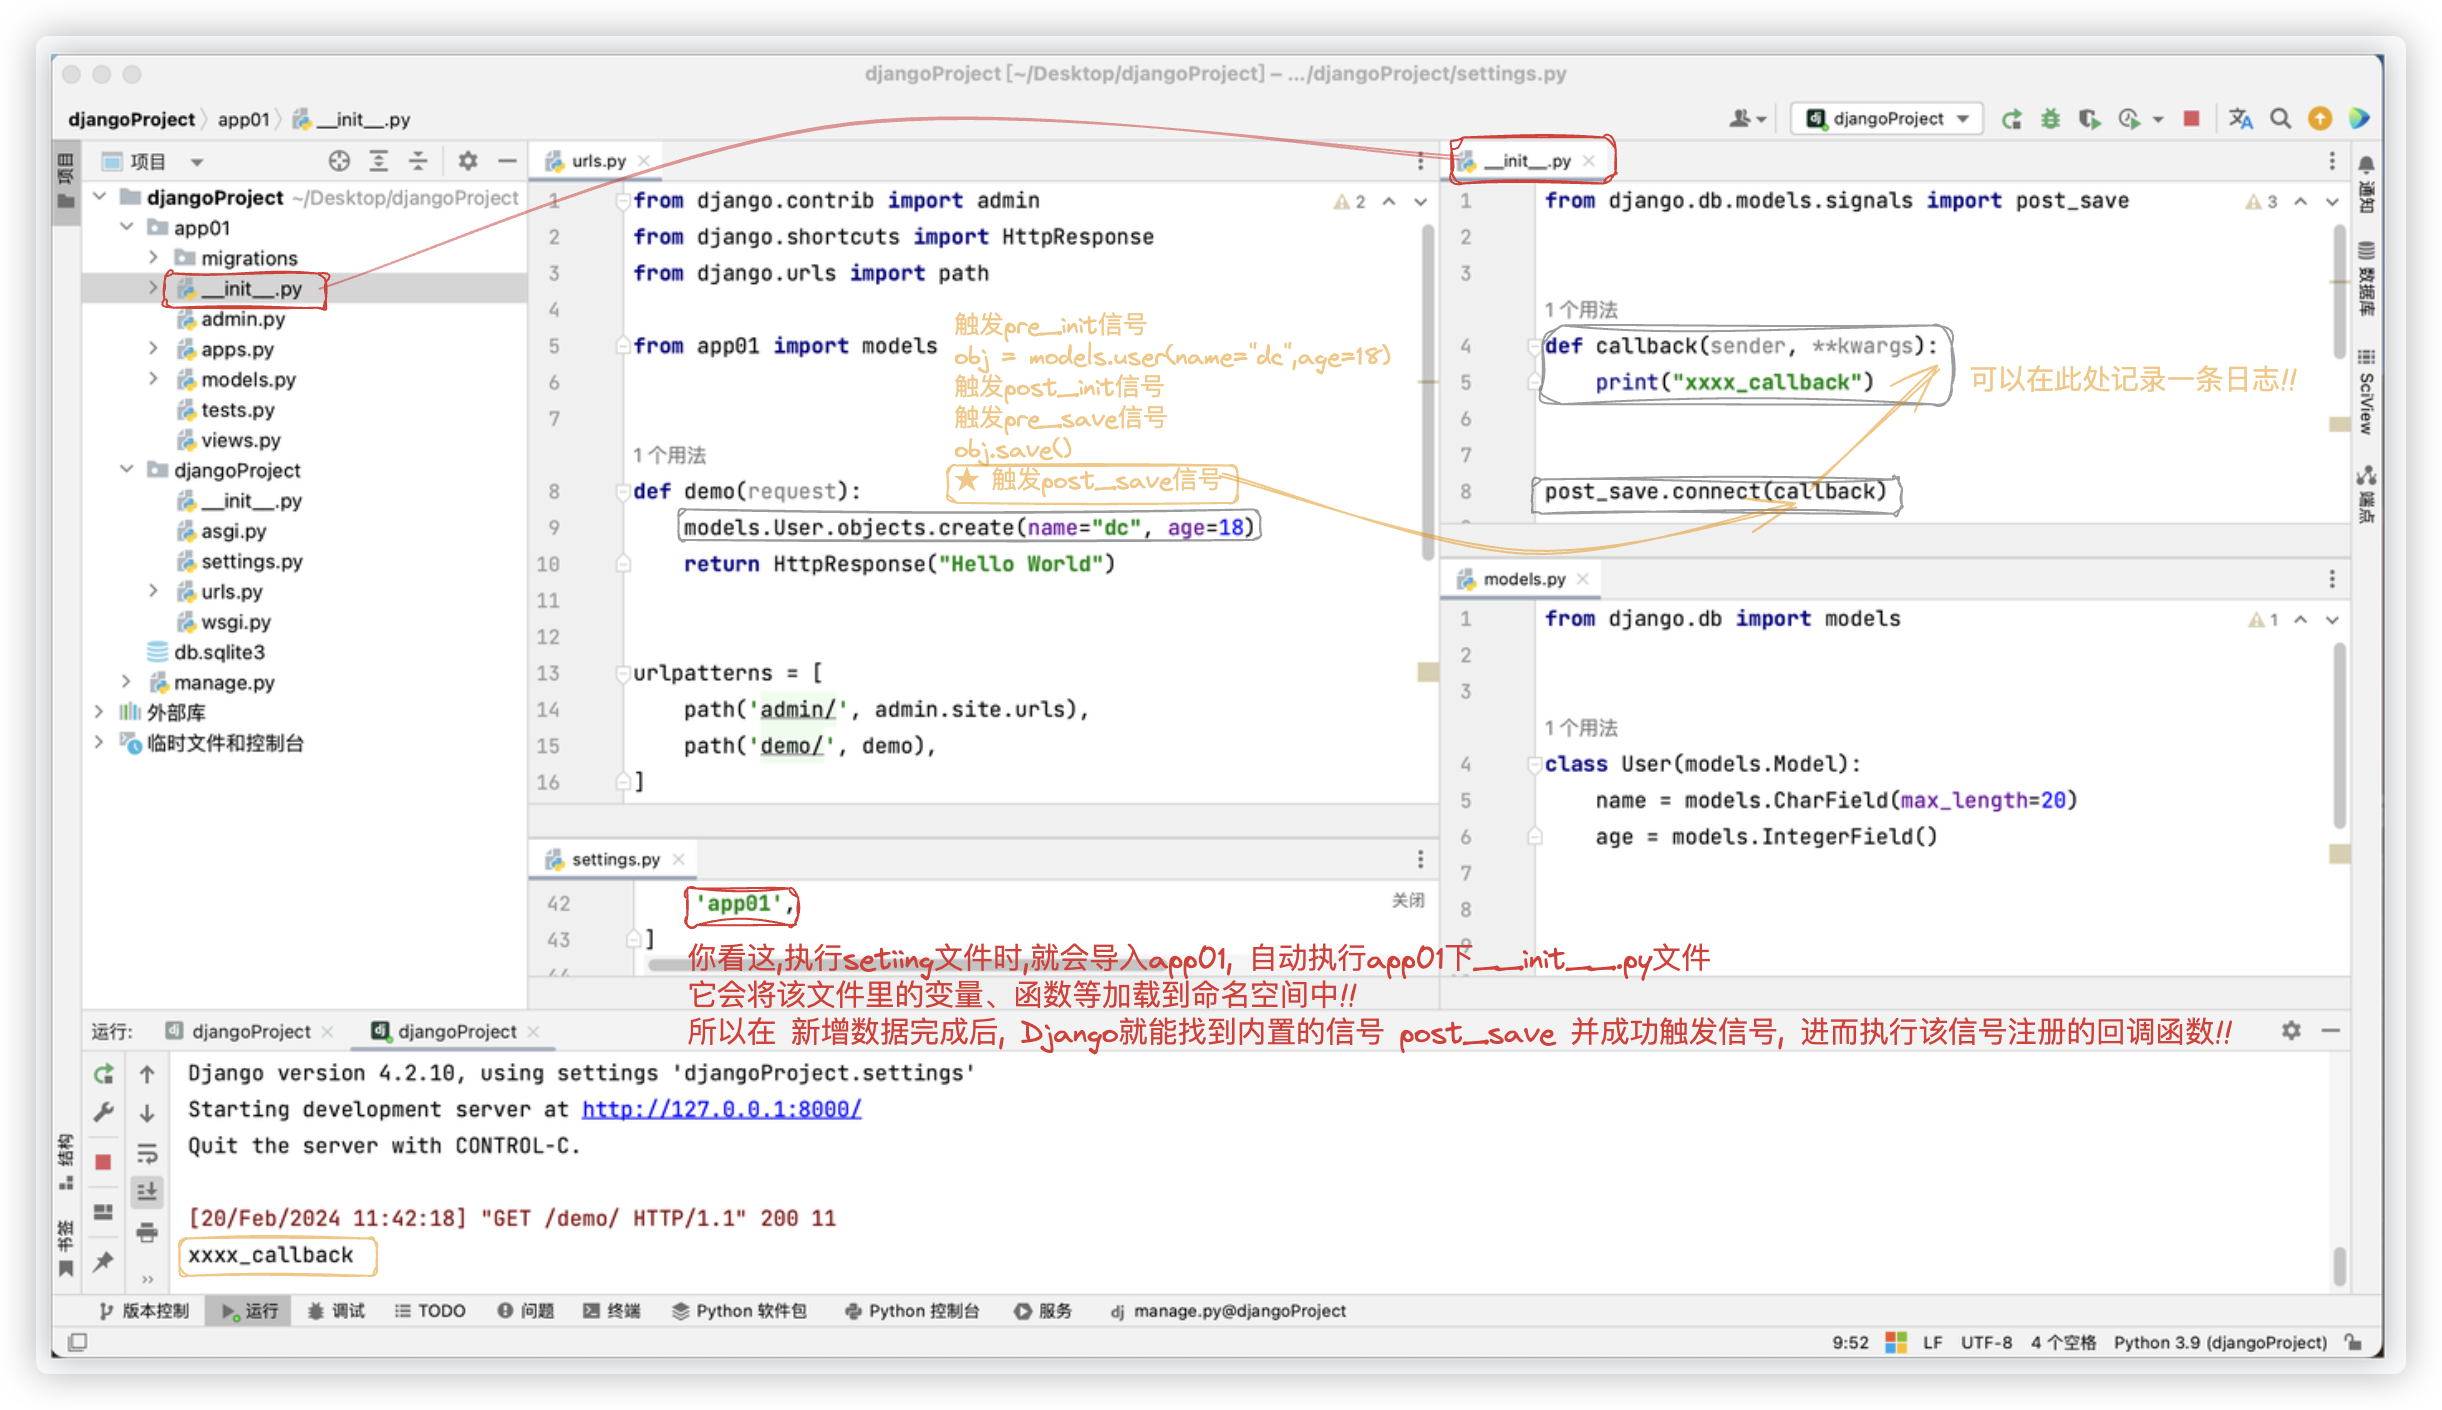 djangoProject [~/Desktop/djangoProject] – .../djangoProject/settings.py
djangoProject 〉 app01 〉 __init__.py
djangoProject
项目
项目
djangoProject ~/Desktop/djangoProject
app01
migrations
__init__.py
admin.py
apps.py
models.py
tests.py
views.py
djangoProject
__init__.py
asgi.py
settings.py
urls.py
wsgi.py
db.sqlite3
manage.py
外部库
临时文件和控制台
urls.py
2
1 from django.contrib import admin
2 from django.shortcuts import HttpResponse
3 from django.urls import path
4
5 from app01 import models
6
7
1 个用法
8 def demo(request):
9 models.User.objects.create(name="dc", age=18)
10 return HttpResponse("Hello World")
11
12
13 urlpatterns = [
14 path('admin/', admin.site.urls),
15 path('demo/', demo),
16 ]
触发pre_init信号
obj = models.user(name="dc",age=18)
触发post_init信号
触发pre_save信号
obj.save()
★ 触发post_save信号
__init__.py
3
1 from django.db.models.signals import post_save
2
3
1 个用法
4 def callback(sender, **kwargs):
5 print("xxxx_callback")
6
7
8 post_save.connect(callback)
可以在此处记录一条日志!!
models.py
1
1 from django.db import models
2
3
1 个用法
4 class User(models.Model):
5 name = models.CharField(max_length=20)
6 age = models.IntegerField()
7
8
9
settings.py
关闭
42 'app01',
43 ]
44
你看这,执行setiing文件时,就会导入app01, 自动执行app01下__init__.py文件
它会将该文件里的变量、函数等加载到命名空间中!!
所以在 新增数据完成后, Django就能找到内置的信号 post_save 并成功触发信号, 进而执行该信号注册的回调函数!!
通知
数据库
SciView
端点
运行: djangoProject djangoProject
Django version 4.2.10, using settings 'djangoProject.settings'
Starting development server at http://127.0.0.1:8000/
Quit the server with CONTROL-C.
[20/Feb/2024 11:42:18] "GET /demo/ HTTP/1.1" 200 11
xxxx_callback
结构
书签
版本控制 运行 调试 TODO 问题 终端 Python 软件包 Python 控制台 服务 dj manage.py@djangoProject
9:52 LF UTF-8 4 个空格 Python 3.9 (djangoProject)